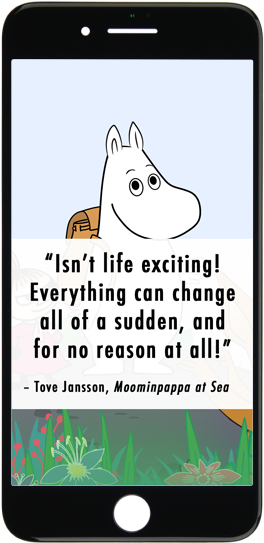 “Isn’t life exciting!
Everything can change
all of a sudden, and
for no reason at all!”
– Tove Jansson, Moominpappa at Sea